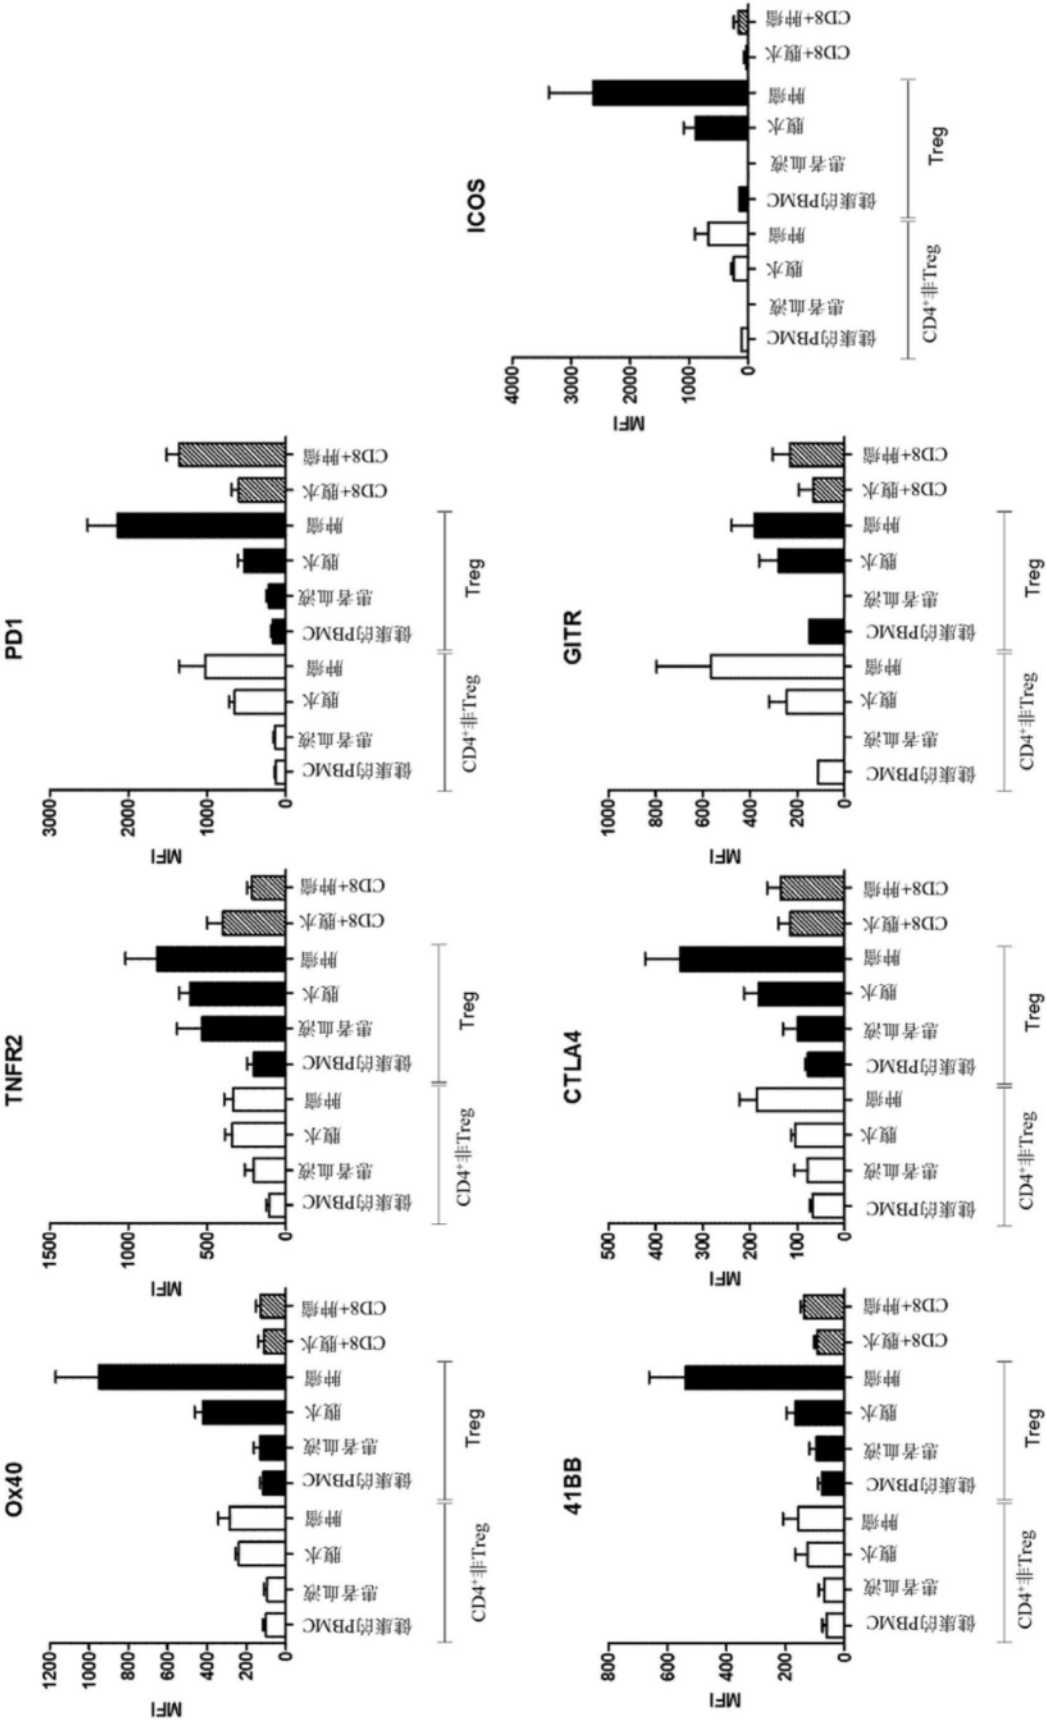 Ox40
MFI
1200
1000
800
600
400
200
0
健康的PBMC
患者血液
腹水
肿瘤
健康的PBMC
患者血液
腹水
肿瘤
CD8+腹水
CD8+肿瘤
CD4⁺非Treg
Treg
TNFR2
MFI
1500
1000
500
0
健康的PBMC
患者血液
腹水
肿瘤
健康的PBMC
患者血液
腹水
肿瘤
CD8+腹水
CD8+肿瘤
CD4⁺非Treg
Treg
PD1
MFI
3000
2000
1000
0
健康的PBMC
患者血液
腹水
肿瘤
健康的PBMC
患者血液
腹水
肿瘤
CD8+腹水
CD8+肿瘤
CD4⁺非Treg
Treg
41BB
MFI
800
600
400
200
0
健康的PBMC
患者血液
腹水
肿瘤
健康的PBMC
患者血液
腹水
肿瘤
CD8+腹水
CD8+肿瘤
CD4⁺非Treg
Treg
CTLA4
MFI
500
400
300
200
100
0
健康的PBMC
患者血液
腹水
肿瘤
健康的PBMC
患者血液
腹水
肿瘤
CD8+腹水
CD8+肿瘤
CD4⁺非Treg
Treg
GITR
MFI
1000
800
600
400
200
0
健康的PBMC
患者血液
腹水
肿瘤
健康的PBMC
患者血液
腹水
肿瘤
CD8+腹水
CD8+肿瘤
CD4⁺非Treg
Treg
ICOS
MFI
4000
3000
2000
1000
0
健康的PBMC
患者血液
腹水
肿瘤
健康的PBMC
患者血液
腹水
肿瘤
CD8+腹水
CD8+肿瘤
CD4⁺非Treg
Treg